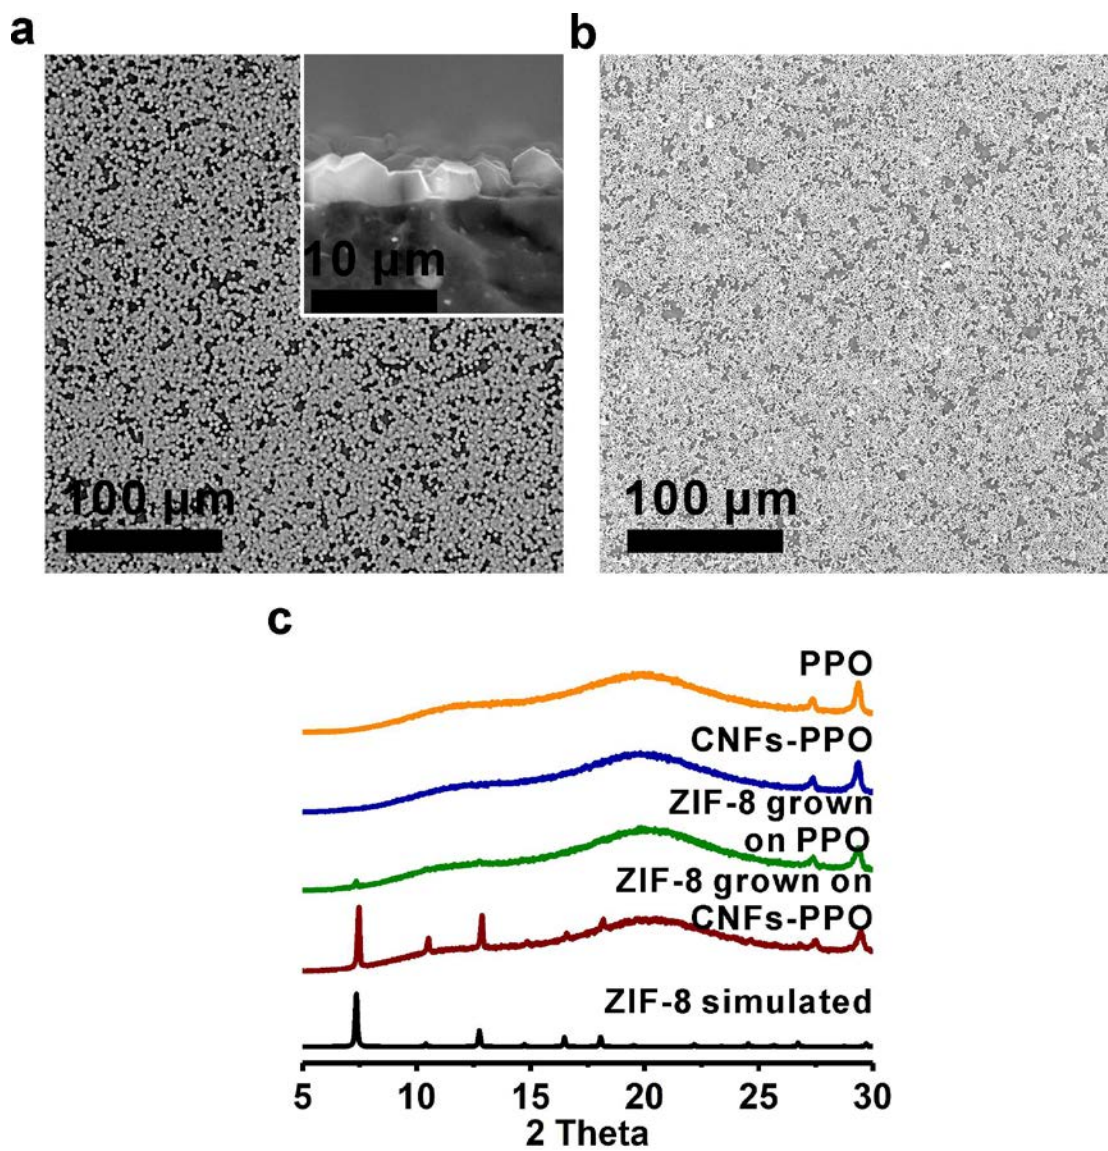 a
b
10 μm
100 μm
100 μm
c
PPO
CNFs-PPO
ZIF-8 grown
on PPO
ZIF-8 grown on
CNFs-PPO
ZIF-8 simulated
5 10 15 20 25 30
2 Theta